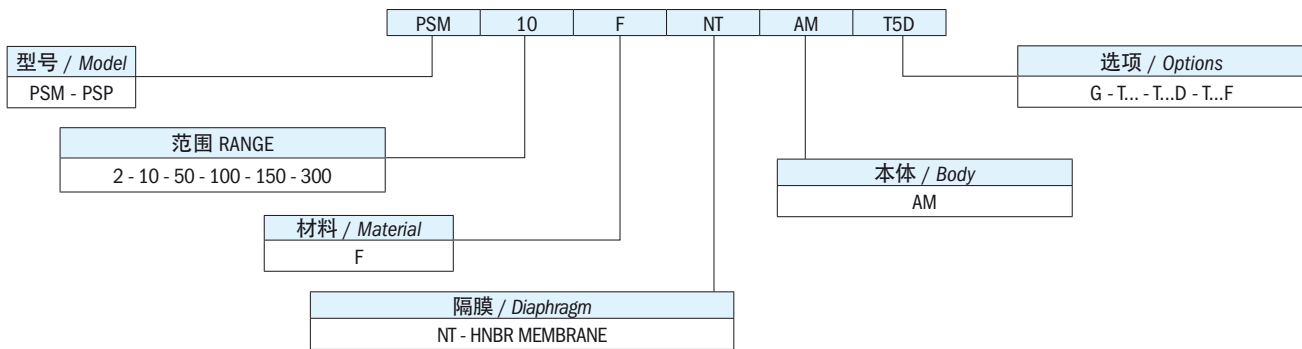 PSM 10 F NT AM T5D
型号 / Model
PSM - PSP
选项 / Options
G - T... - T...D - T...F
范围 RANGE
2 - 10 - 50 - 100 - 150 - 300
本体 / Body
AM
材料 / Material
F
隔膜 / Diaphragm
NT - HNBR MEMBRANE